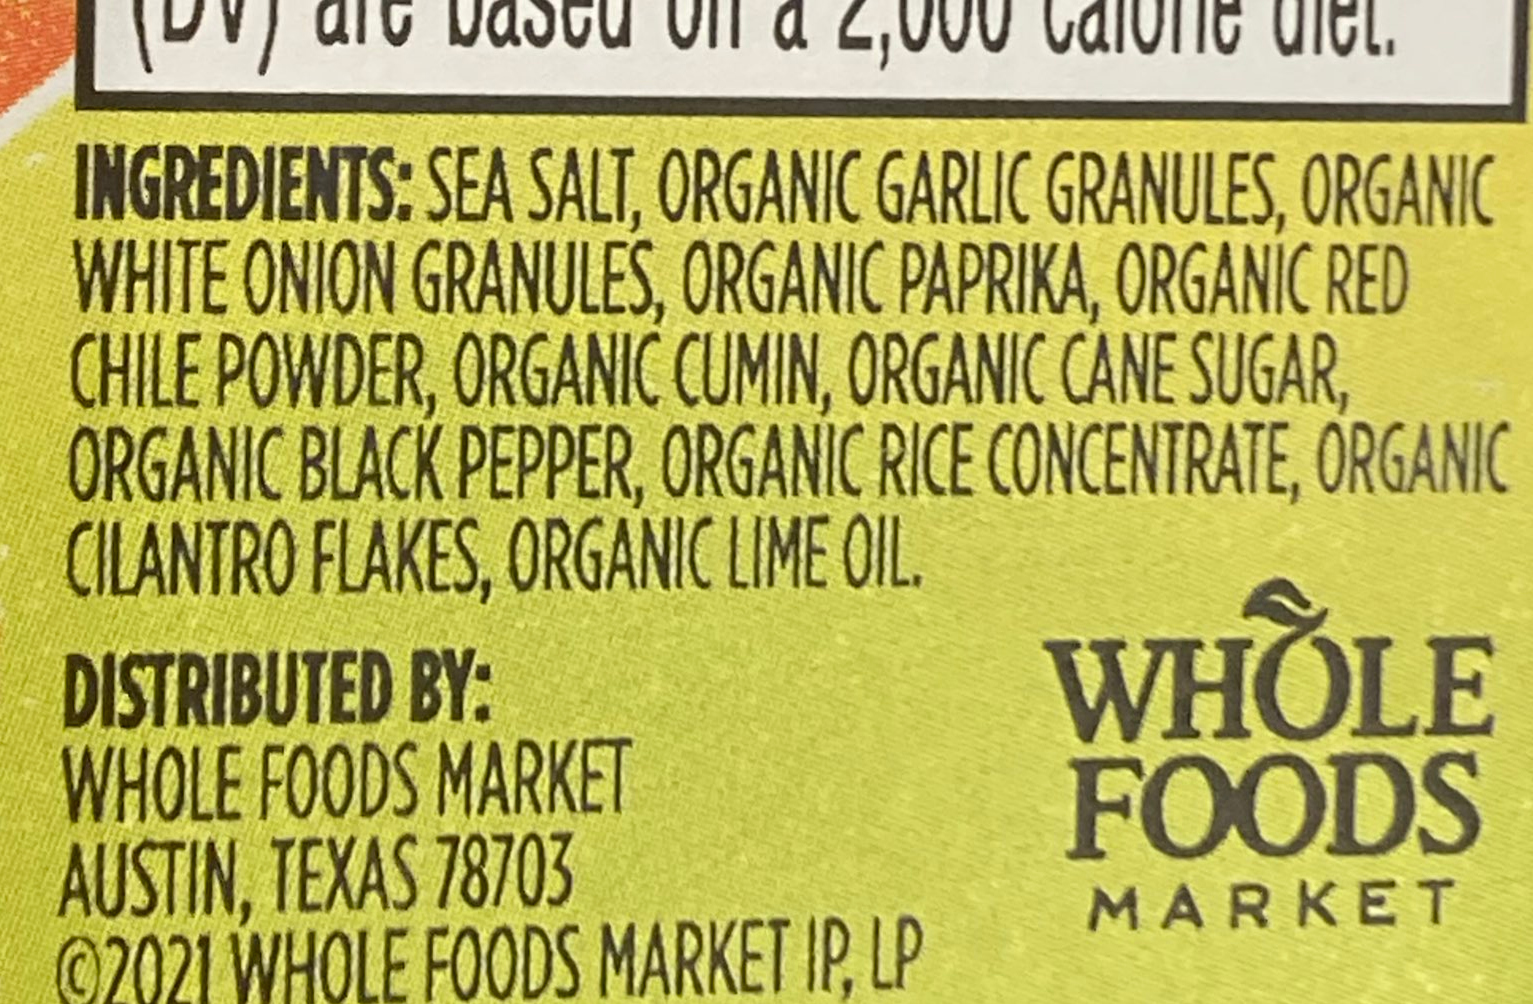 (DV) are based on a 2,000 calorie diet.
INGREDIENTS: SEA SALT, ORGANIC GARLIC GRANULES, ORGANIC
WHITE ONION GRANULES, ORGANIC PAPRIKA, ORGANIC RED
CHILE POWDER, ORGANIC CUMIN, ORGANIC CANE SUGAR,
ORGANIC BLACK PEPPER, ORGANIC RICE CONCENTRATE, ORGANIC
CILANTRO FLAKES, ORGANIC LIME OIL.
DISTRIBUTED BY:
WHOLE FOODS MARKET
AUSTIN, TEXAS 78703
©2021 WHOLE FOODS MARKET IP, LP
WHOLE
FOODS
MARKET